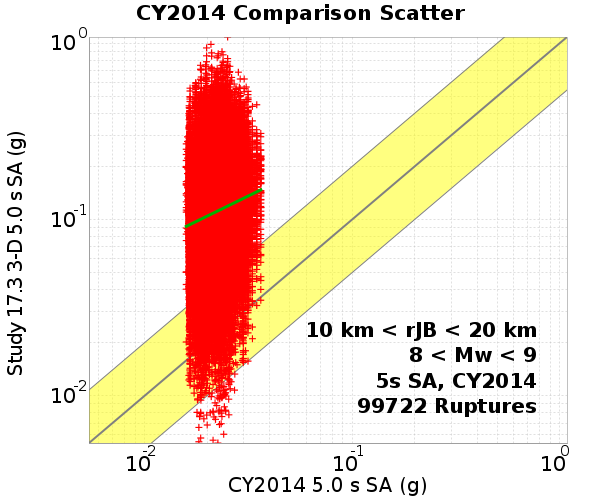 CY2014 Comparison Scatter
Study 17.3 3-D 5.0 s SA (g)
10^0
10^-1
10^-2
10 km < rJB < 20 km
8 < Mw < 9
5s SA, CY2014
99722 Ruptures
10^-2 10^-1 10^0
CY2014 5.0 s SA (g)